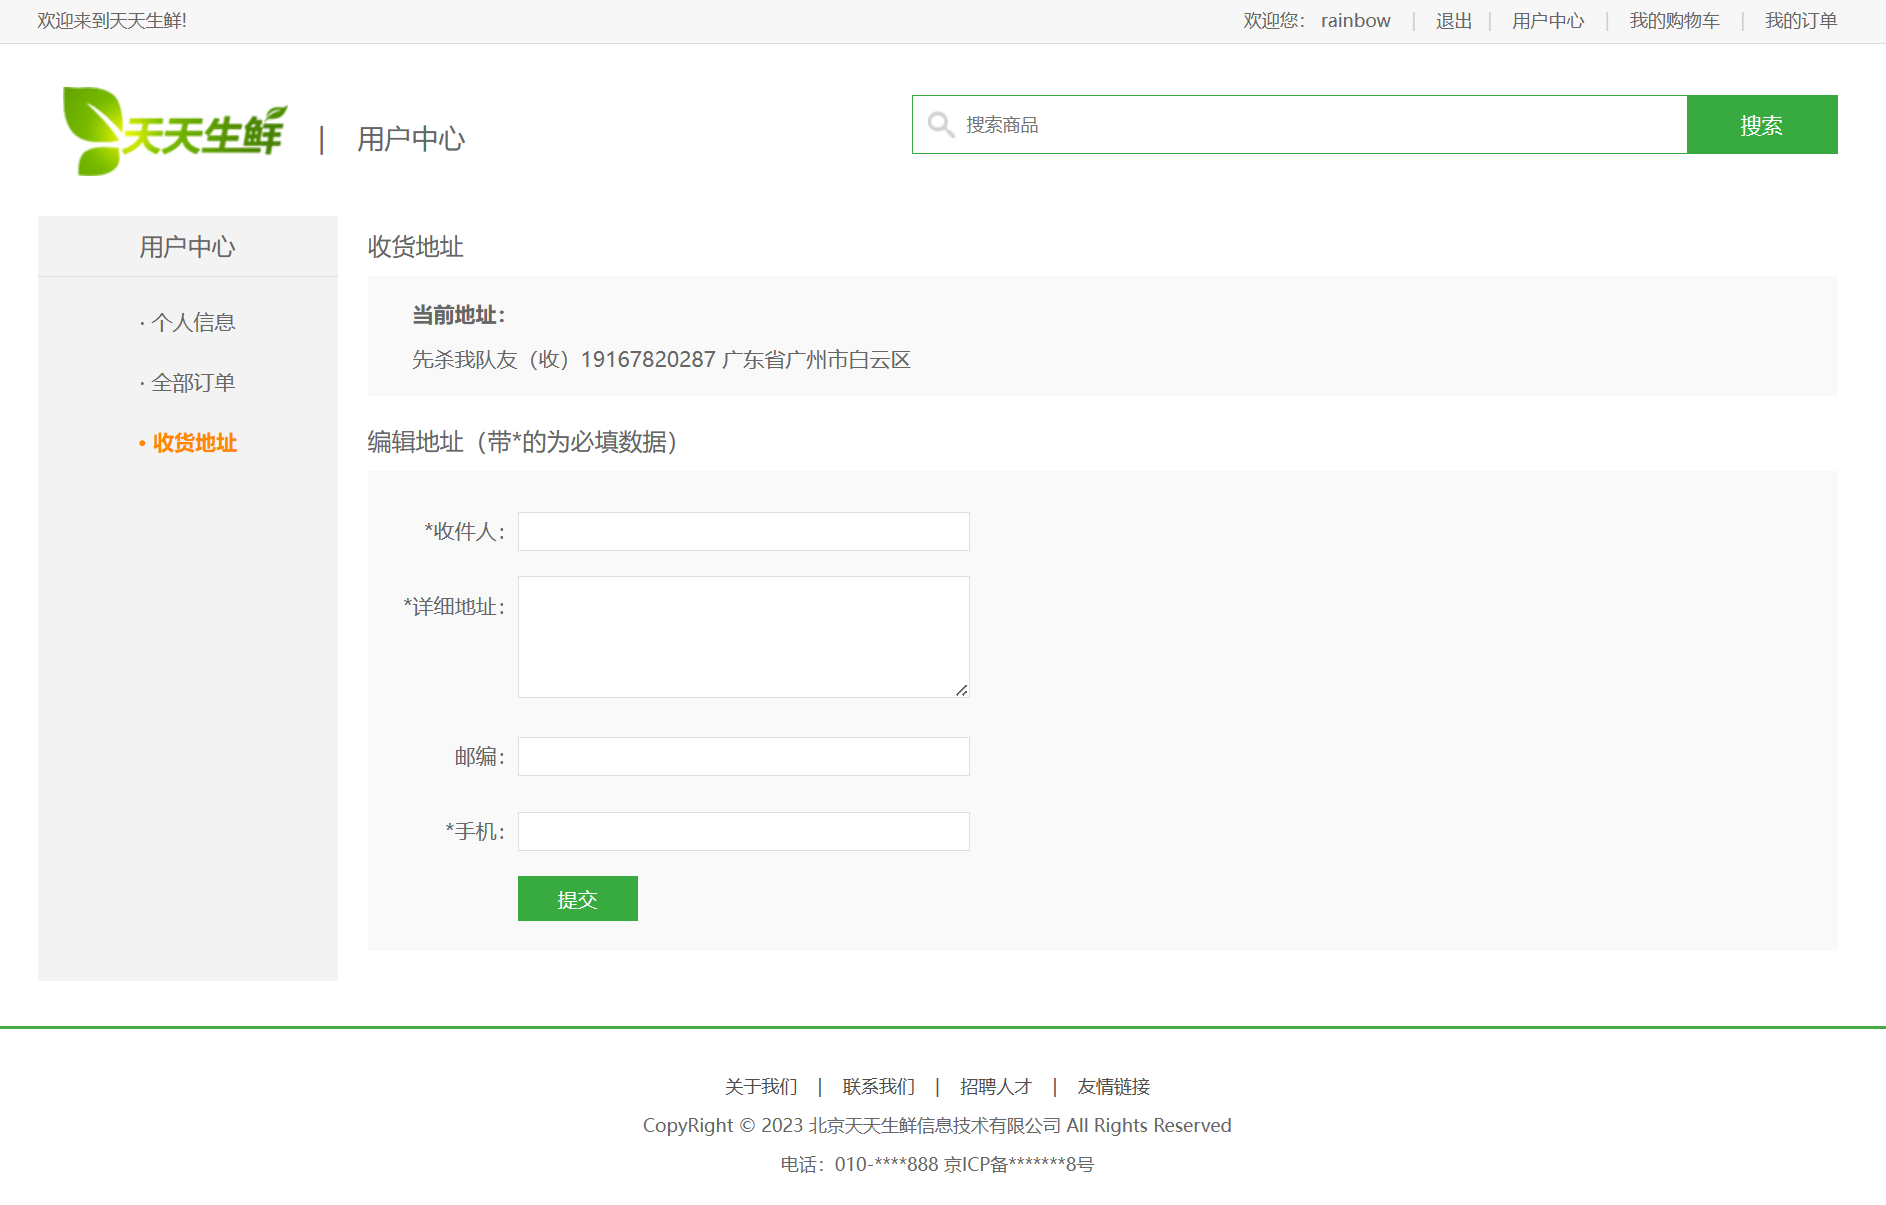 欢迎来到天天生鲜!
欢迎您： rainbow | 退出 | 用户中心 | 我的购物车 | 我的订单
天天生鲜 | 用户中心
搜索商品 搜索
用户中心
· 个人信息
· 全部订单
• 收货地址
收货地址
当前地址：
先杀我队友（收）19167820287 广东省广州市白云区
编辑地址（带*的为必填数据）
*收件人：
*详细地址：
邮编：
*手机：
提交
关于我们 | 联系我们 | 招聘人才 | 友情链接
CopyRight © 2023 北京天天生鲜信息技术有限公司 All Rights Reserved
电话：010-****888 京ICP备*******8号